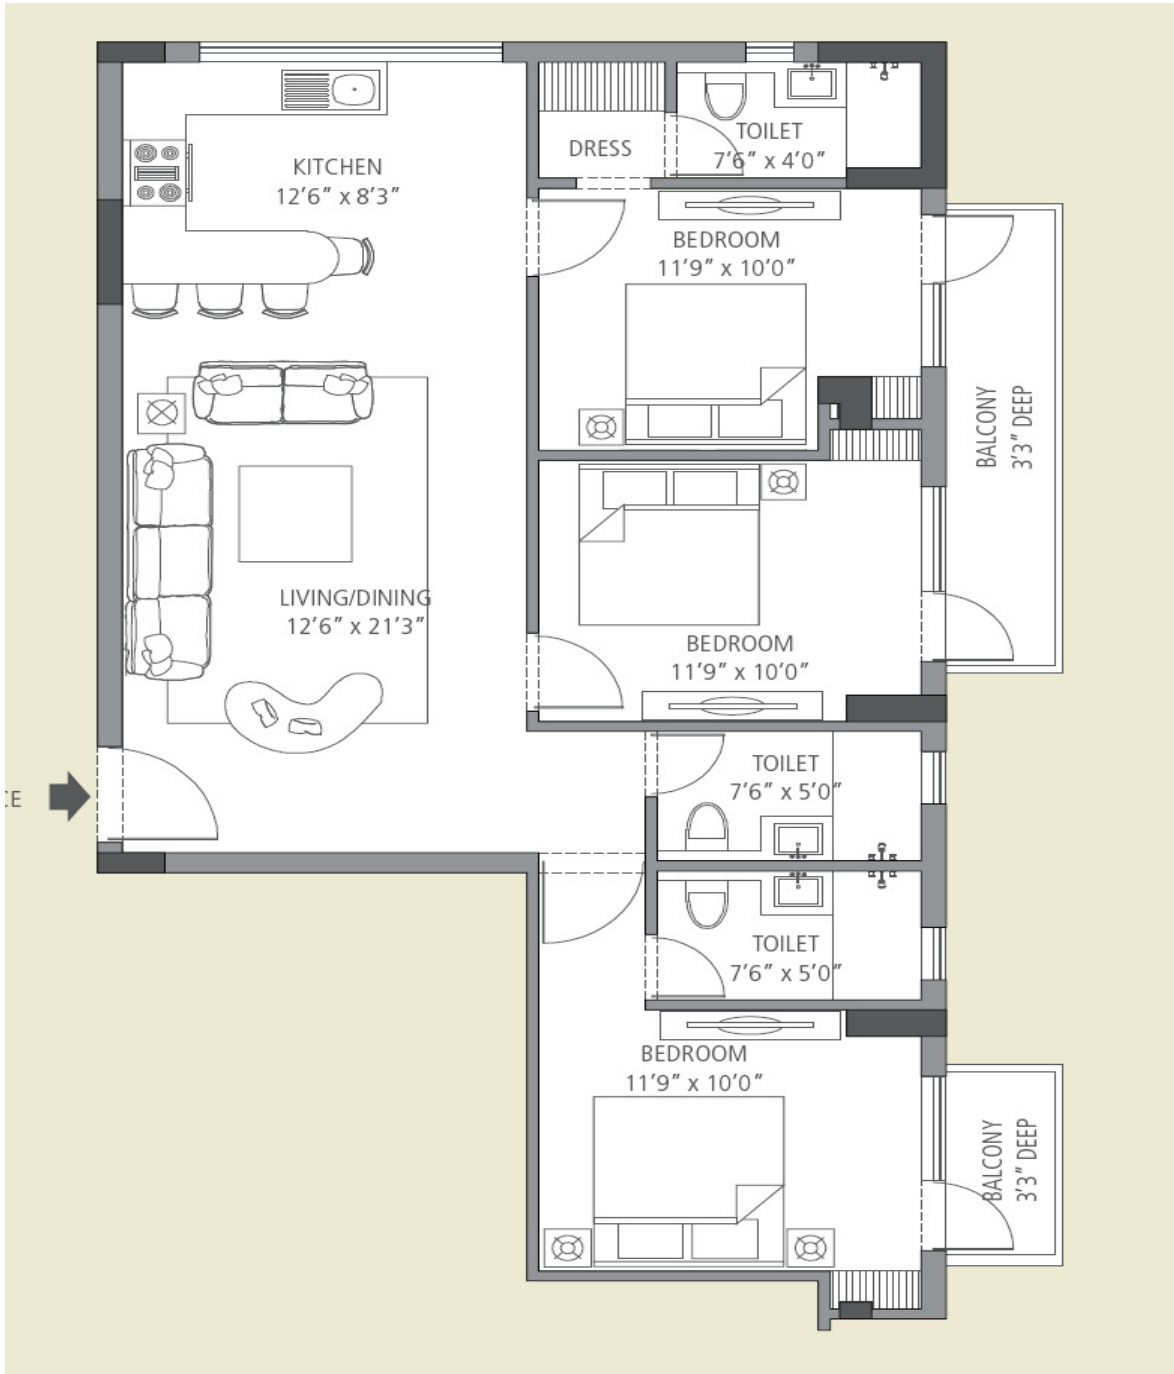 KITCHEN
12'6" x 8'3"
DRESS
TOILET
7'6" x 4'0"
BEDROOM
11'9" x 10'0"
BALCONY
3'3" DEEP
LIVING/DINING
12'6" x 21'3"
BEDROOM
11'9" x 10'0"
CE
TOILET
7'6" x 5'0"
TOILET
7'6" x 5'0"
BEDROOM
11'9" x 10'0"
BALCONY
3'3" DEEP